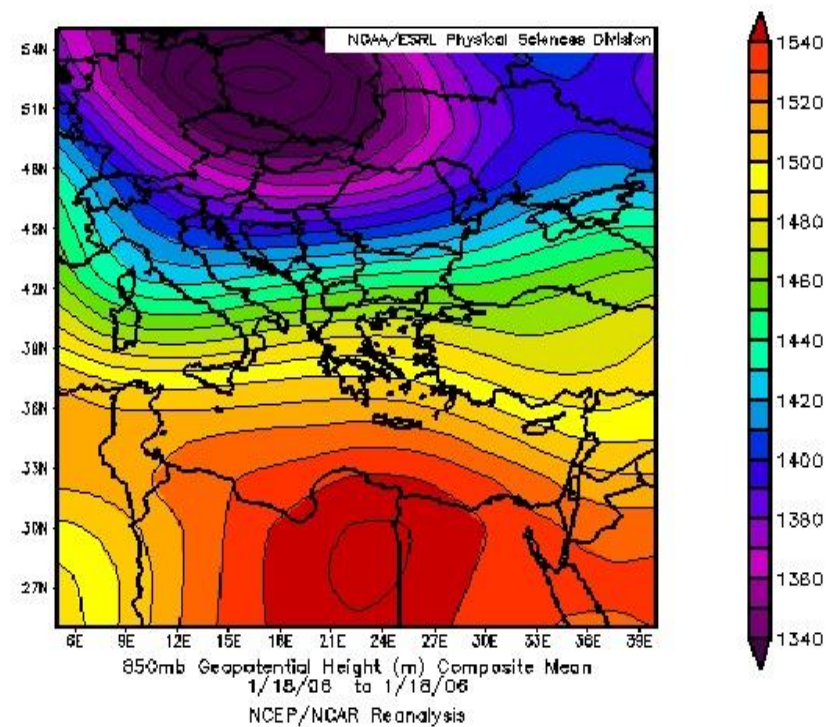 NOAA/ESRL Physical Sciences Division
54N
51N
48N
45N
42N
39N
36N
33N
30N
27N
6E 9E 12E 15E 18E 21E 24E 27E 30E 33E 36E 39E
1540
1520
1500
1480
1460
1440
1420
1400
1380
1360
1340
850mb Geopotential Height (m) Composite Mean
1/18/06 to 1/18/06
NCEP/NCAR Reanalysis